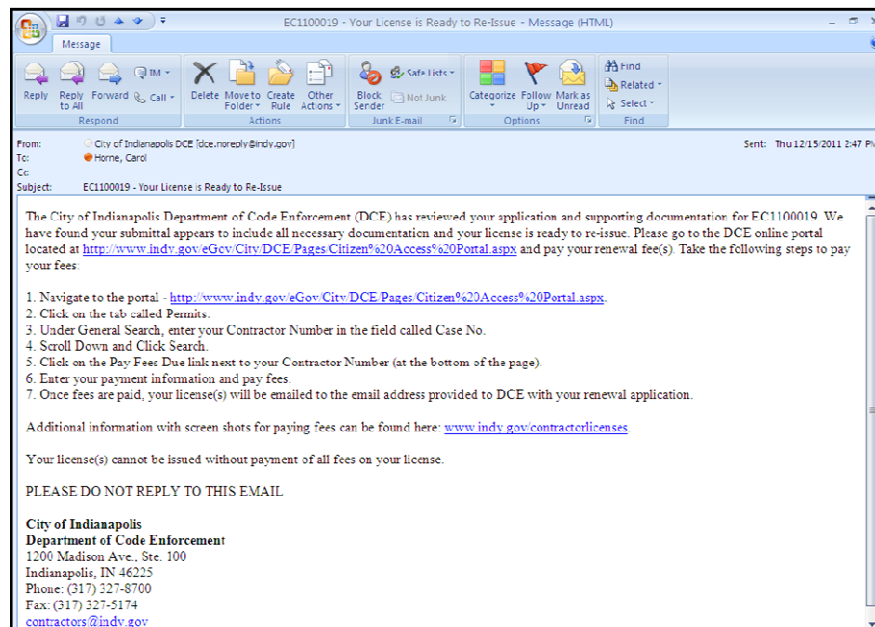 EC1100019 - Your License is Ready to Re-Issue - Message (HTML)
Message
Reply
Reply to All
Forward
IM
Call
Respond
Delete
Move to Folder
Create Rule
Other Actions
Actions
Block Sender
Safe Lists
Not Junk
Junk E-mail
Categorize
Follow Up
Mark as Unread
Options
Find
Related
Select
Find
From: City of Indianapolis DCE [dce.noreply@indy.gov] Sent: Thu 12/15/2011 2:47 PM
To: Horne, Carol
Cc:
Subject: EC1100019 - Your License is Ready to Re-Issue
The City of Indianapolis Department of Code Enforcement (DCE) has reviewed your application and supporting documentation for EC1100019. We
have found your submittal appears to include all necessary documentation and your license is ready to re-issue. Please go to the DCE online portal
located at http://www.indy.gov/eGov/City/DCE/Pages/Citizen%20Access%20Portal.aspx and pay your renewal fee(s). Take the following steps to pay
your fees:
1. Navigate to the portal - http://www.indy.gov/eGov/City/DCE/Pages/Citizen%20Access%20Portal.aspx.
2. Click on the tab called Permits.
3. Under General Search, enter your Contractor Number in the field called Case No.
4. Scroll Down and Click Search.
5. Click on the Pay Fees Due link next to your Contractor Number (at the bottom of the page).
6. Enter your payment information and pay fees.
7. Once fees are paid, your license(s) will be emailed to the email address provided to DCE with your renewal application.
Additional information with screen shots for paying fees can be found here: www.indy.gov/contractorlicenses
Your license(s) cannot be issued without payment of all fees on your license.
PLEASE DO NOT REPLY TO THIS EMAIL
City of Indianapolis
Department of Code Enforcement
1200 Madison Ave., Ste. 100
Indianapolis, IN 46225
Phone: (317) 327-8700
Fax: (317) 327-5174
contractors@indy.gov